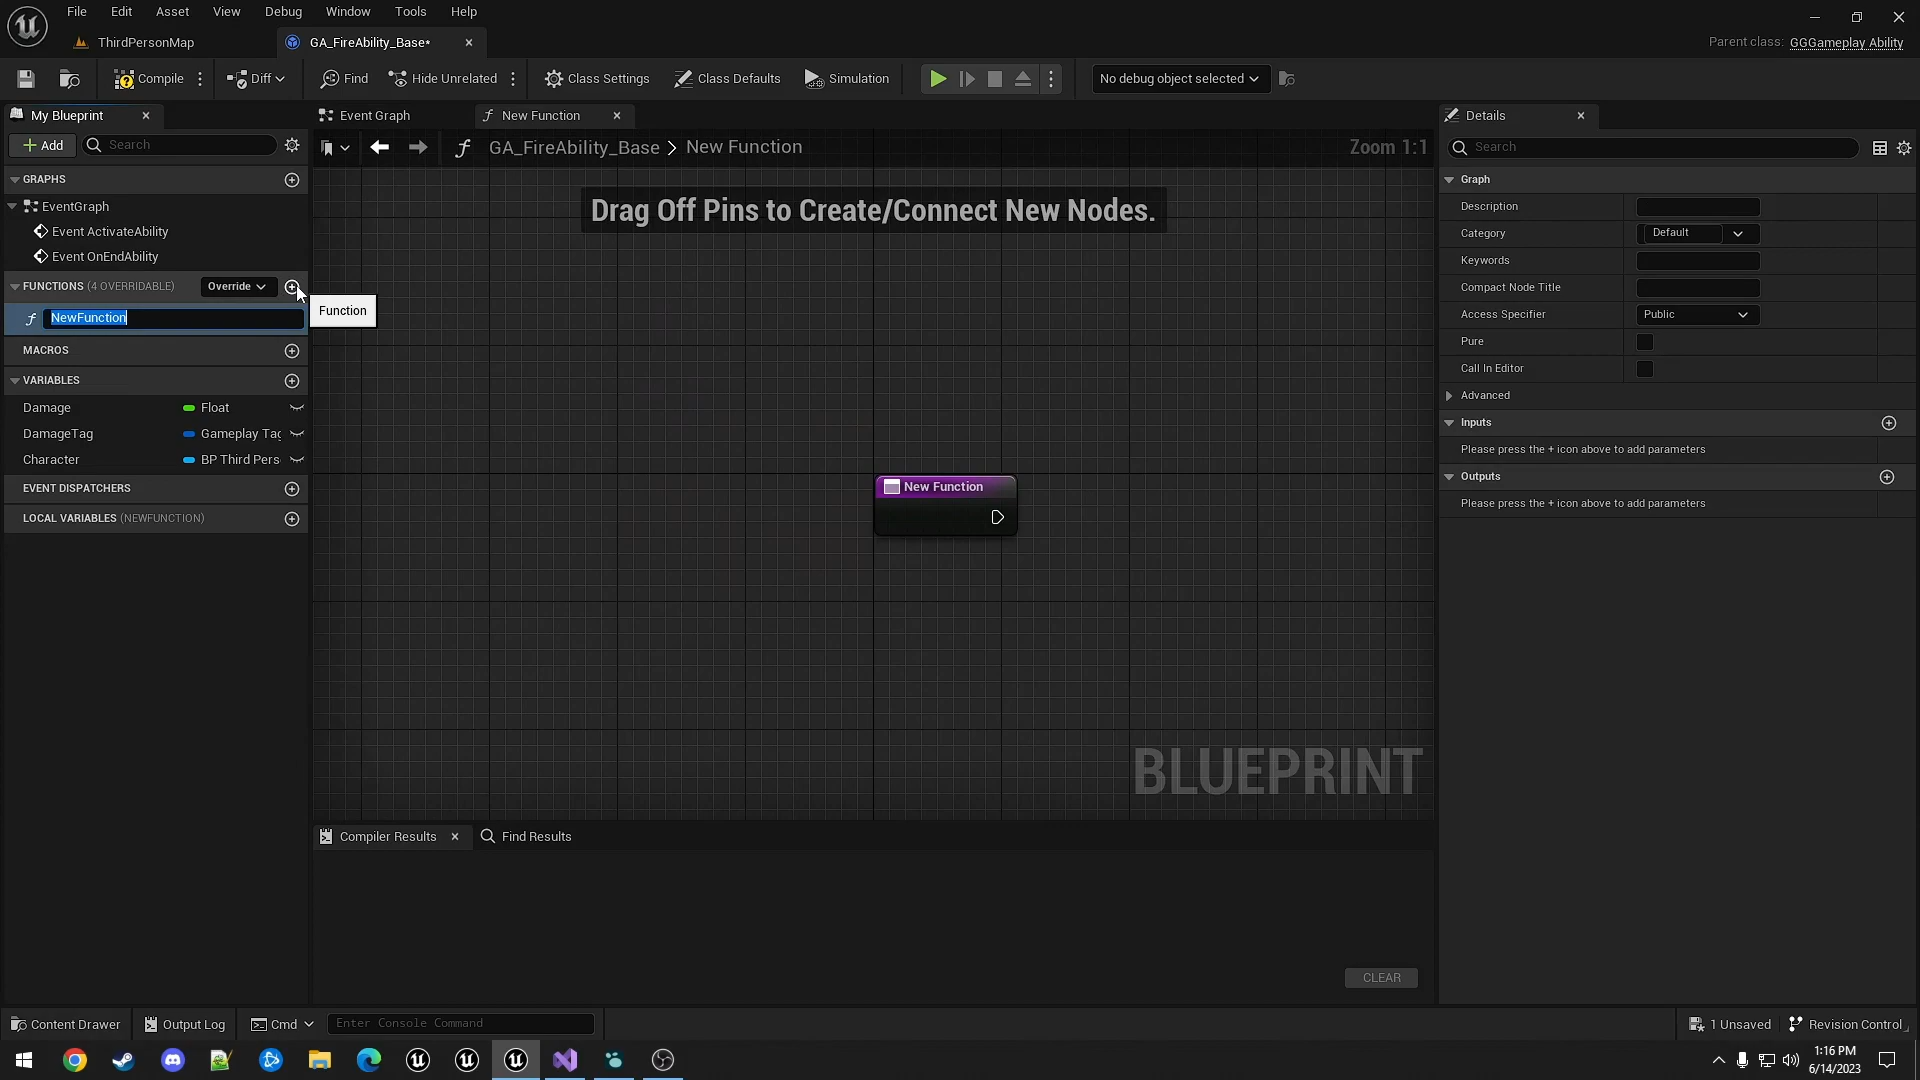 File Edit Asset View Debug Window Tools Help
ThirdPersonMap
GA_FireAbility_Base*
Parent class: GGGameplay Ability
Compile
Diff
Find
Hide Unrelated
Class Settings
Class Defaults
Simulation
No debug object selected
My Blueprint
Add
Search
GRAPHS
EventGraph
Event ActivateAbility
Event OnEndAbility
FUNCTIONS (4 OVERRIDABLE)
Override
NewFunction
Function
MACROS
VARIABLES
Damage Float
DamageTag Gameplay Tag
Character BP Third Pers
EVENT DISPATCHERS
LOCAL VARIABLES (NEWFUNCTION)
Event Graph
New Function
GA_FireAbility_Base > New Function
Zoom 1:1
Drag Off Pins to Create/Connect New Nodes.
New Function
BLUEPRINT
Compiler Results
Find Results
CLEAR
Details
Search
Graph
Description
Category Default
Keywords
Compact Node Title
Access Specifier Public
Pure
Call In Editor
Advanced
Inputs
Please press the + icon above to add parameters
Outputs
Please press the + icon above to add parameters
Content Drawer
Output Log
Cmd
Enter Console Command
1 Unsaved
Revision Control
1:16 PM
6/14/2023